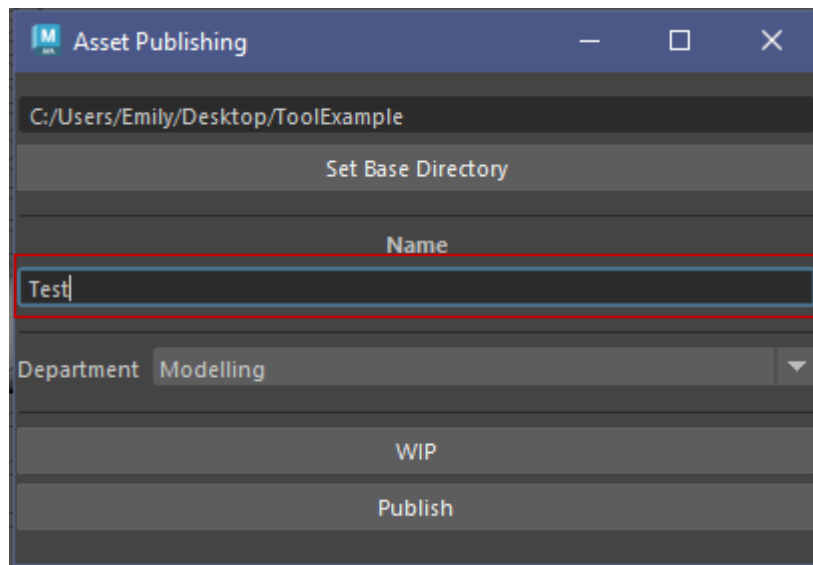 M
Asset Publishing
C:/Users/Emily/Desktop/ToolExample
Set Base Directory
Name
Test
Department Modelling
WIP
Publish